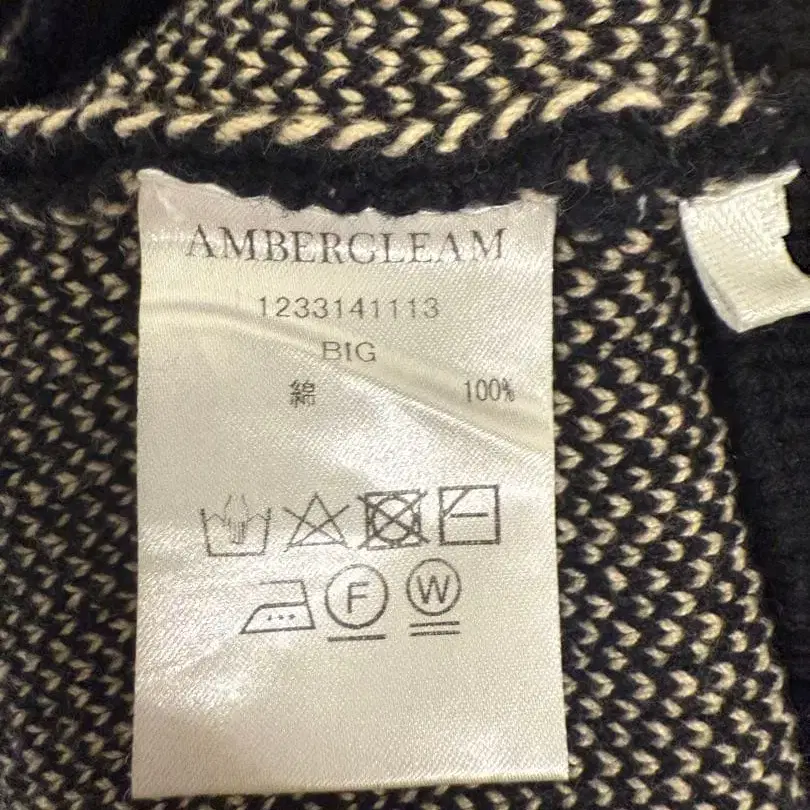 AMBERGLEAM
1233141113
BIG
綿 100%
F W